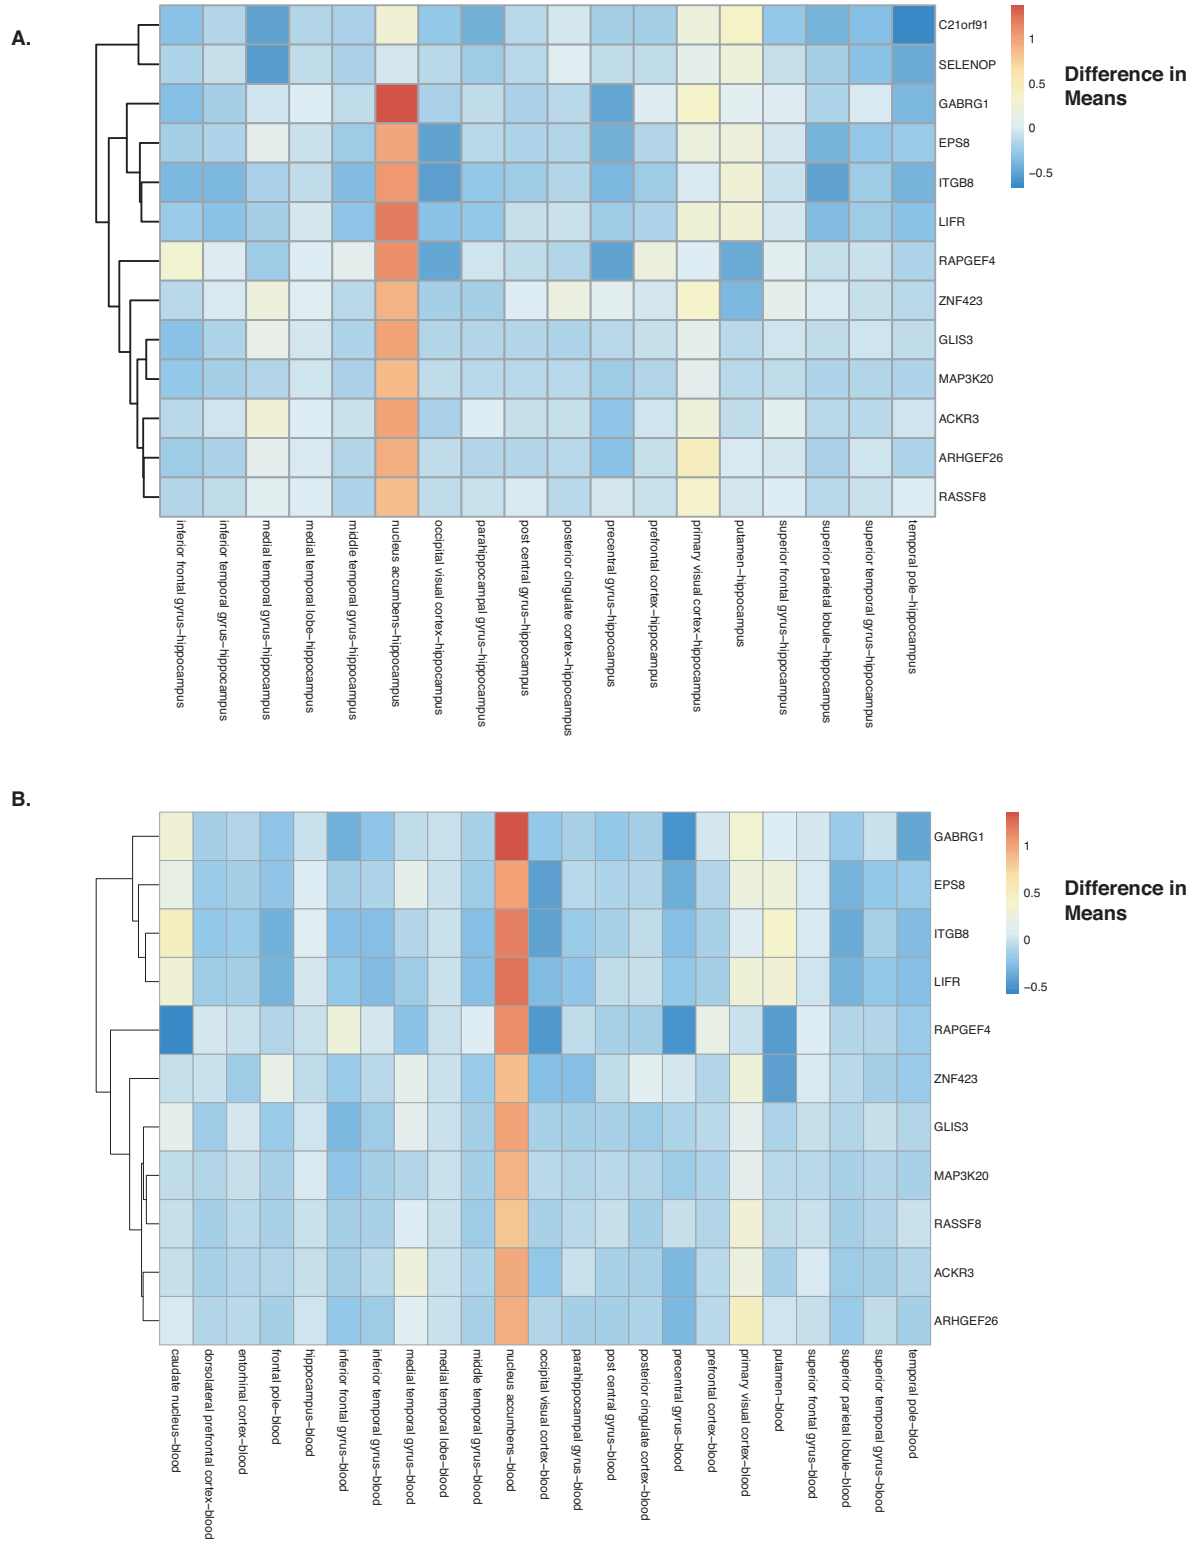 A.
C21orf91
SELENOP
GABRG1
EPS8
ITGB8
LIFR
RAPGEF4
ZNF423
GLIS3
MAP3K20
ACKR3
ARHGEF26
RASSF8
1
0.5
0
−0.5
Difference in
Means
inferior frontal gyrus−hippocampus
inferior temporal gyrus−hippocampus
medial temporal gyrus−hippocampus
medial temporal lobe−hippocampus
middle temporal gyrus−hippocampus
nucleus accumbens−hippocampus
occipital visual cortex−hippocampus
parahippocampal gyrus−hippocampus
post central gyrus−hippocampus
posterior cingulate cortex−hippocampus
precentral gyrus−hippocampus
prefrontal cortex−hippocampus
primary visual cortex−hippocampus
putamen−hippocampus
superior frontal gyrus−hippocampus
superior parietal lobule−hippocampus
superior temporal gyrus−hippocampus
temporal pole−hippocampus
B.
GABRG1
EPS8
ITGB8
LIFR
RAPGEF4
ZNF423
GLIS3
MAP3K20
RASSF8
ACKR3
ARHGEF26
1
0.5
0
−0.5
Difference in
Means
caudate nucleus−blood
dorsolateral prefrontal cortex−blood
entorhinal cortex−blood
frontal pole−blood
hippocampus−blood
inferior frontal gyrus−blood
inferior temporal gyrus−blood
medial temporal gyrus−blood
medial temporal lobe−blood
middle temporal gyrus−blood
nucleus accumbens−blood
occipital visual cortex−blood
parahippocampal gyrus−blood
post central gyrus−blood
posterior cingulate cortex−blood
precentral gyrus−blood
prefrontal cortex−blood
primary visual cortex−blood
putamen−blood
superior frontal gyrus−blood
superior parietal lobule−blood
superior temporal gyrus−blood
temporal pole−blood